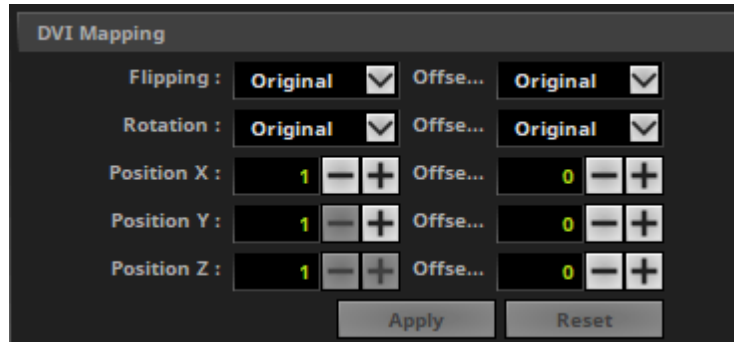 DVI Mapping
Flipping : Original Offse... Original
Rotation : Original Offse... Original
Position X : 1 Offse... 0
Position Y : 1 Offse... 0
Position Z : 1 Offse... 0
Apply Reset